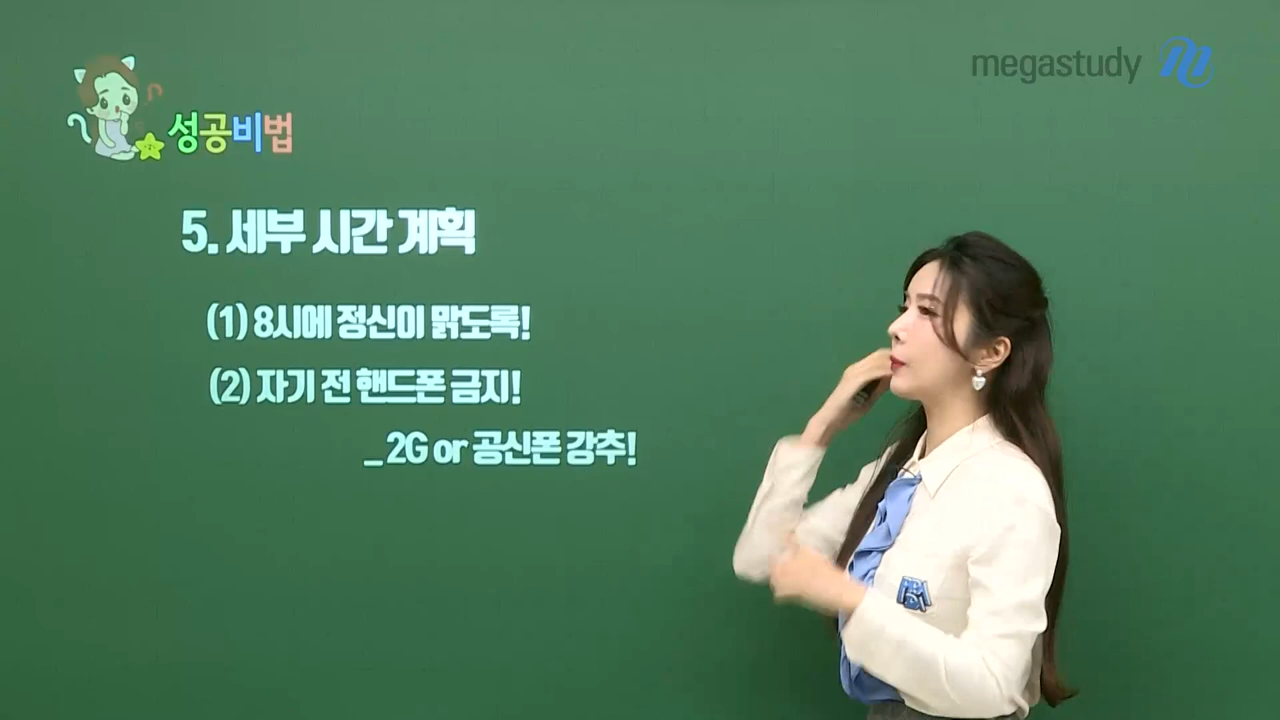 megastudy
성공비법
5. 세부 시간 계획
(1) 8시에 정신이 맑도록!
(2) 자기 전 핸드폰 금지!
_ 2G or 공신폰 강추!